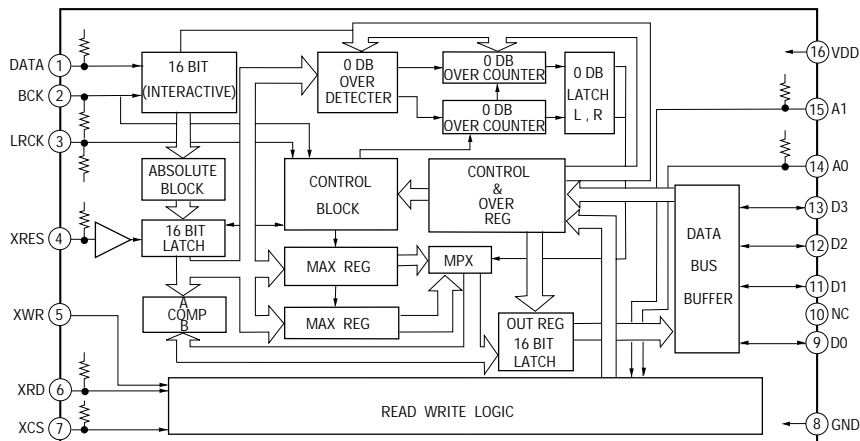 DATA 1
BCK 2
LRCK 3
XRES 4
XWR 5
XRD 6
XCS 7
16 BIT
(INTERACTIVE)
ABSOLUTE
BLOCK
16 BIT
LATCH
A
COMP
B
0 DB
OVER
DETECTER
0 DB
OVER COUNTER
0 DB
OVER COUNTER
0 DB
LATCH
L , R
CONTROL
BLOCK
CONTROL
&
OVER
REG
MAX REG
MAX REG
MPX
OUT REG
16 BIT
LATCH
DATA
BUS
BUFFER
READ WRITE LOGIC
16 VDD
15 A1
14 A0
13 D3
12 D2
11 D1
10 NC
9 D0
8 GND